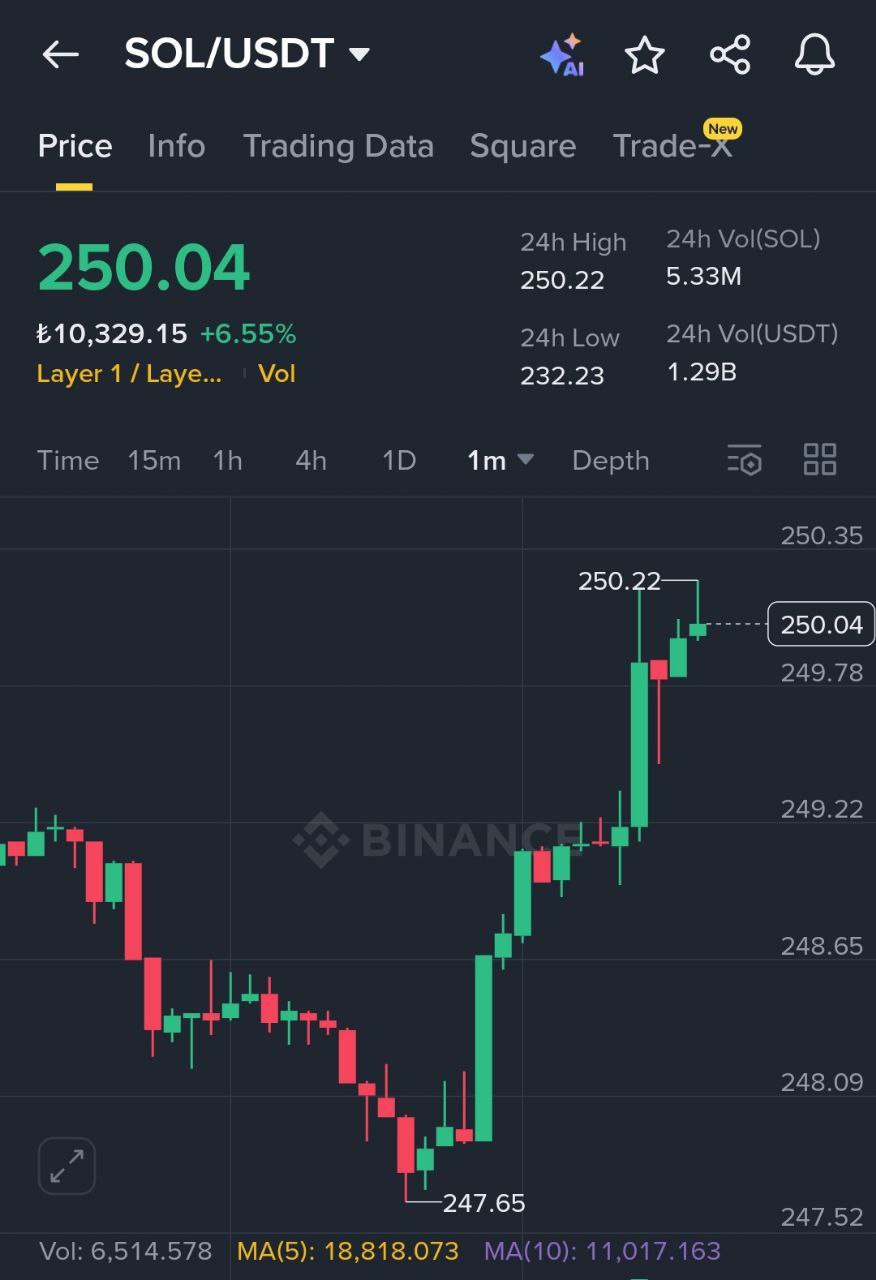 SOL/USDT
AI
Price Info Trading Data Square Trade-X New
250.04
₺10,329.15 +6.55%
Layer 1 / Laye... Vol
24h High
250.22
24h Vol(SOL)
5.33M
24h Low
232.23
24h Vol(USDT)
1.29B
Time 15m 1h 4h 1D 1m Depth
250.35
250.22
250.04
249.78
249.22
BINANCE
248.65
248.09
247.65
247.52
Vol: 6,514.578 MA(5): 18,818.073 MA(10): 11,017.163